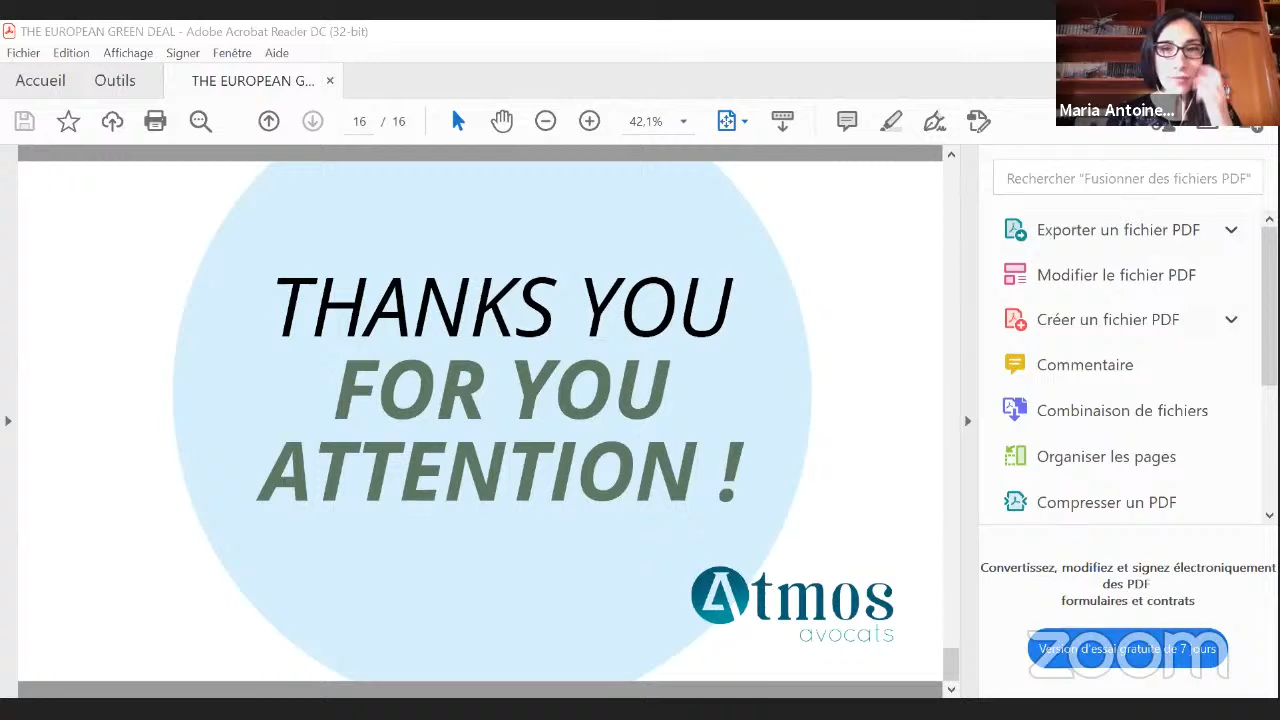 THE EUROPEAN GREEN DEAL - Adobe Acrobat Reader DC (32-bit)
Fichier Edition Affichage Signer Fenêtre Aide
Accueil Outils THE EUROPEAN G... ×
16 / 16 42,1%
Maria Antoine...
Rechercher "Fusionner des fichiers PDF"
Exporter un fichier PDF
Modifier le fichier PDF
Créer un fichier PDF
Commentaire
Combinaison de fichiers
Organiser les pages
Compresser un PDF
THANKS YOU
FOR YOU
ATTENTION !
Atmos
avocats
Convertissez, modifiez et signez électroniquement
des PDF
formulaires et contrats
Version d'essai gratuite de 7 jours
zoom